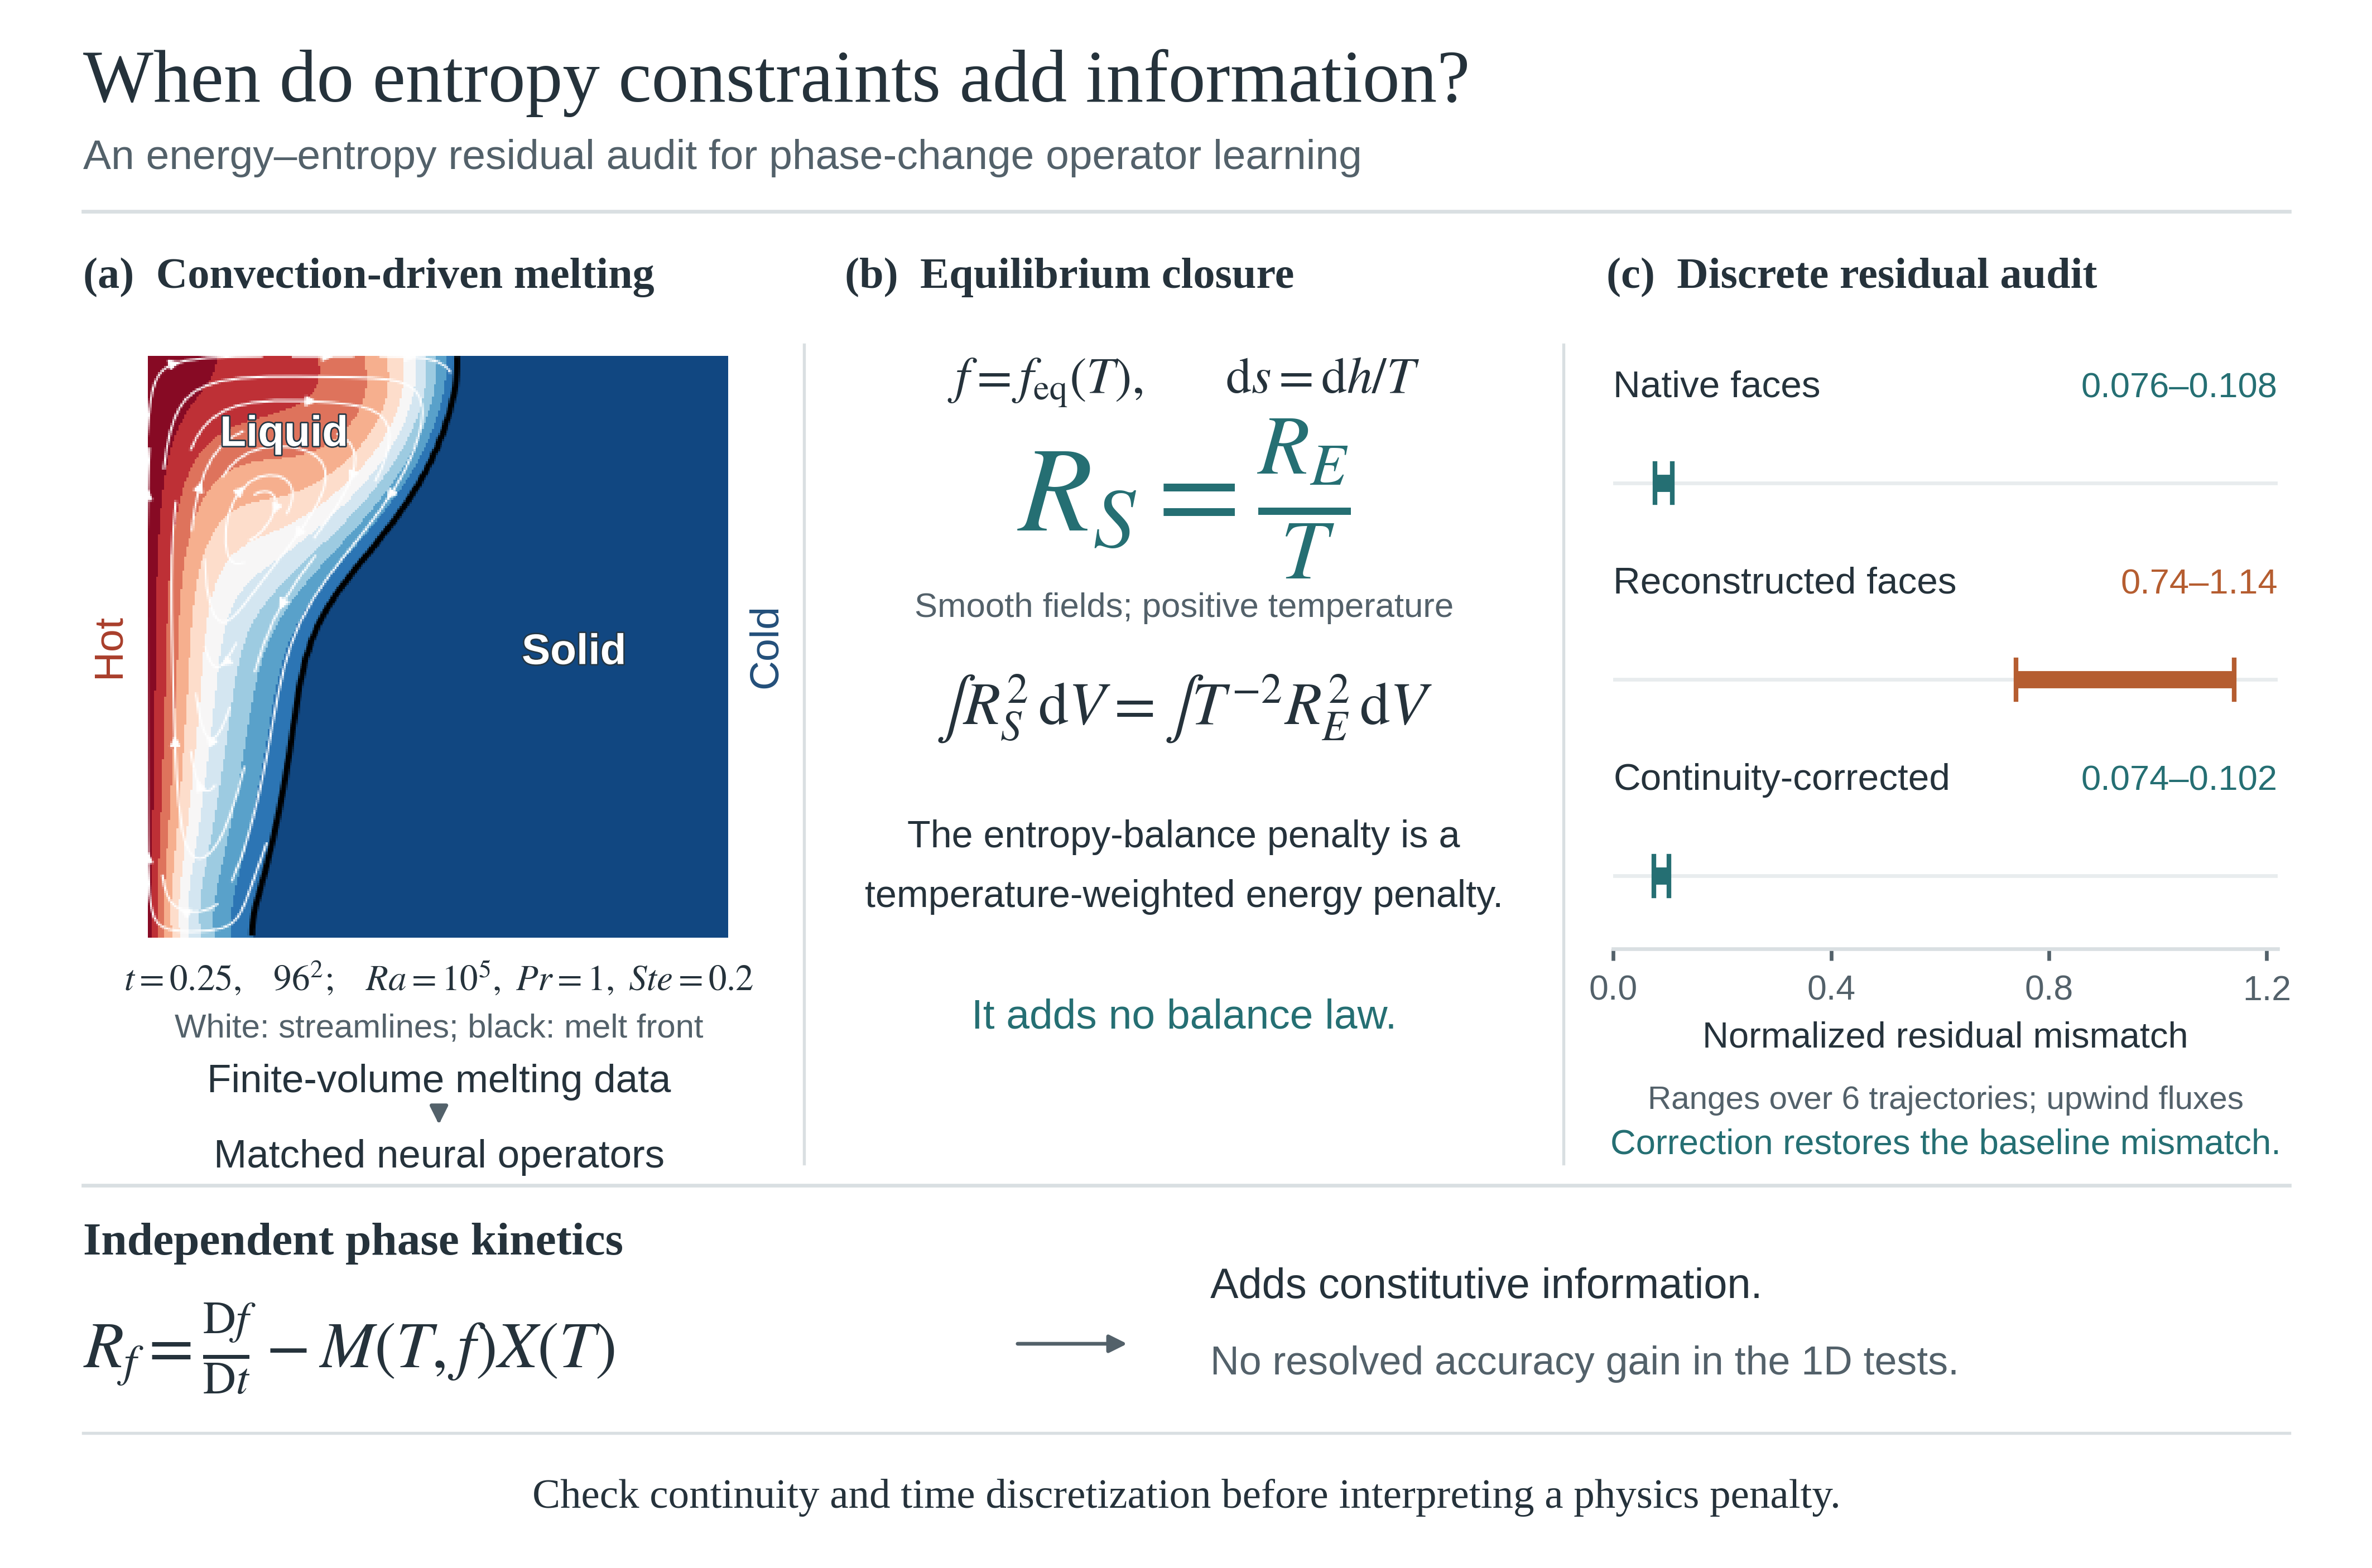 When do entropy constraints add information?
An energy–entropy residual audit for phase-change operator learning
(a) Convection-driven melting
Liquid
Solid
Hot
Cold
t = 0.25, 96²; Ra = 10⁵, Pr = 1, Ste = 0.2
White: streamlines; black: melt front
Finite-volume melting data
Matched neural operators
(b) Equilibrium closure
f = f_eq(T), ds = dh/T
R_S = R_E / T
Smooth fields; positive temperature
∫R_S² dV = ∫T⁻² R_E² dV
The entropy-balance penalty is a
temperature-weighted energy penalty.
It adds no balance law.
(c) Discrete residual audit
Native faces 0.076–0.108
Reconstructed faces 0.74–1.14
Continuity-corrected 0.074–0.102
0.0 0.4 0.8 1.2
Normalized residual mismatch
Ranges over 6 trajectories; upwind fluxes
Correction restores the baseline mismatch.
Independent phase kinetics
R_f = Df/Dt − M(T,f)X(T)
Adds constitutive information.
No resolved accuracy gain in the 1D tests.
Check continuity and time discretization before interpreting a physics penalty.